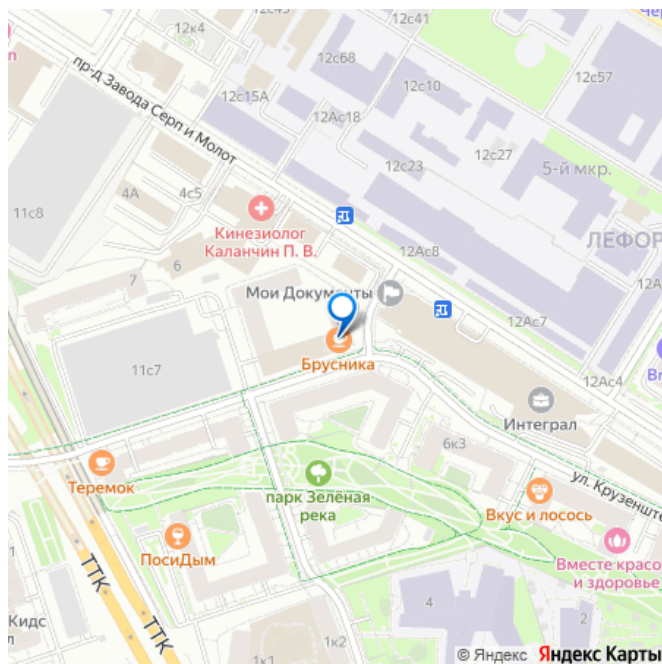 12с43
12с41
12к4
12с68
12с57
пр-д Завода Серп и Молот
12с15А
12с10
12Ас18
12с27
12с23
5-й мкр.
4А
4с5
11с8
Кинезиолог
Каланчин П. В.
12Ас8
ЛЕФОР
6
7
Мои Документы
12Ас7
11с7
Брусника
12Ас4
Интеграл
6к3
ул. Крузенште
Теремок
парк Зелёная
река
Вкус и лосось
ПосиДым
Вместе красо
и здоровье,
ТТК
4
Кидс
ТТК
1к2
1к1
© Яндекс Яндекс Карты